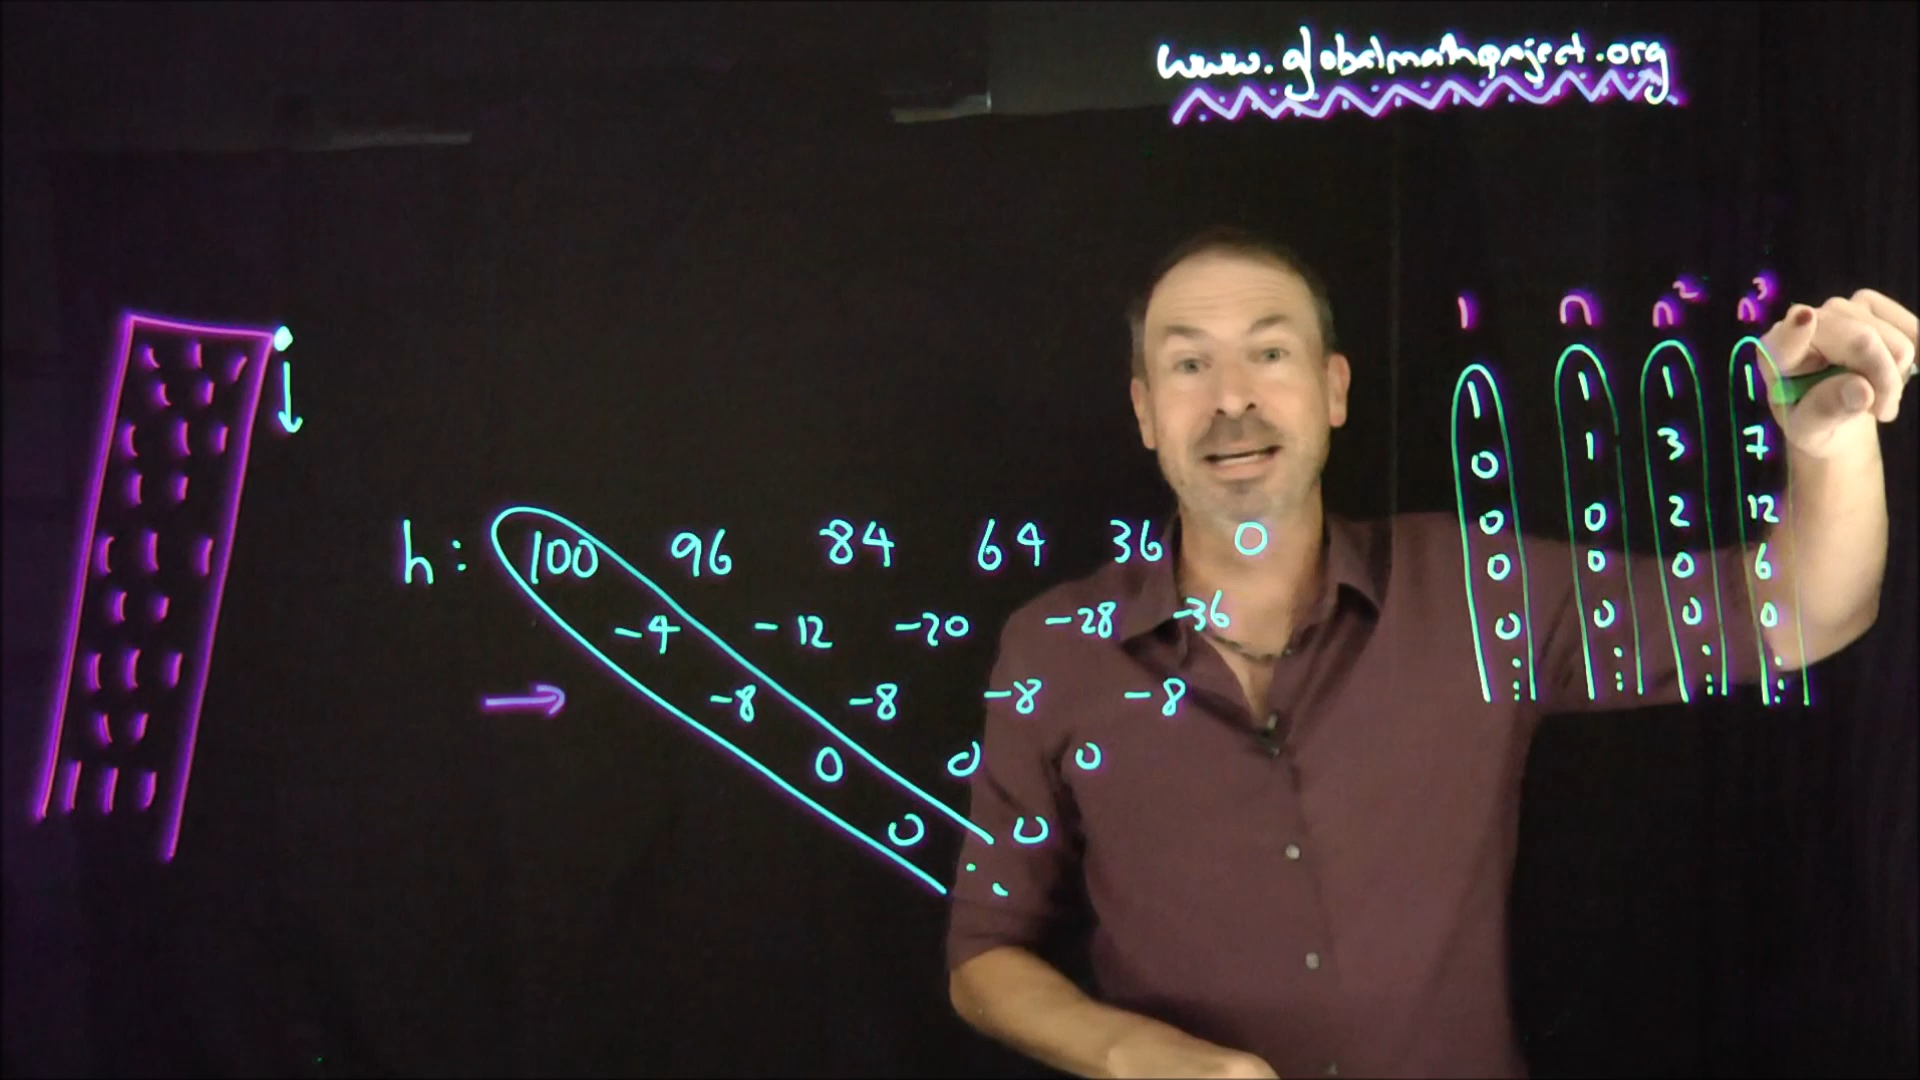 www.globalmathproject.org
1 n n² n³
1 1 1 1
0 1 3 7
0 0 2 12
0 0 0 6
0 0 0 0
h: 100 96 84 64 36 0
-4 -12 -20 -28 -36
-8 -8 -8 -8
0 0 0
0 0